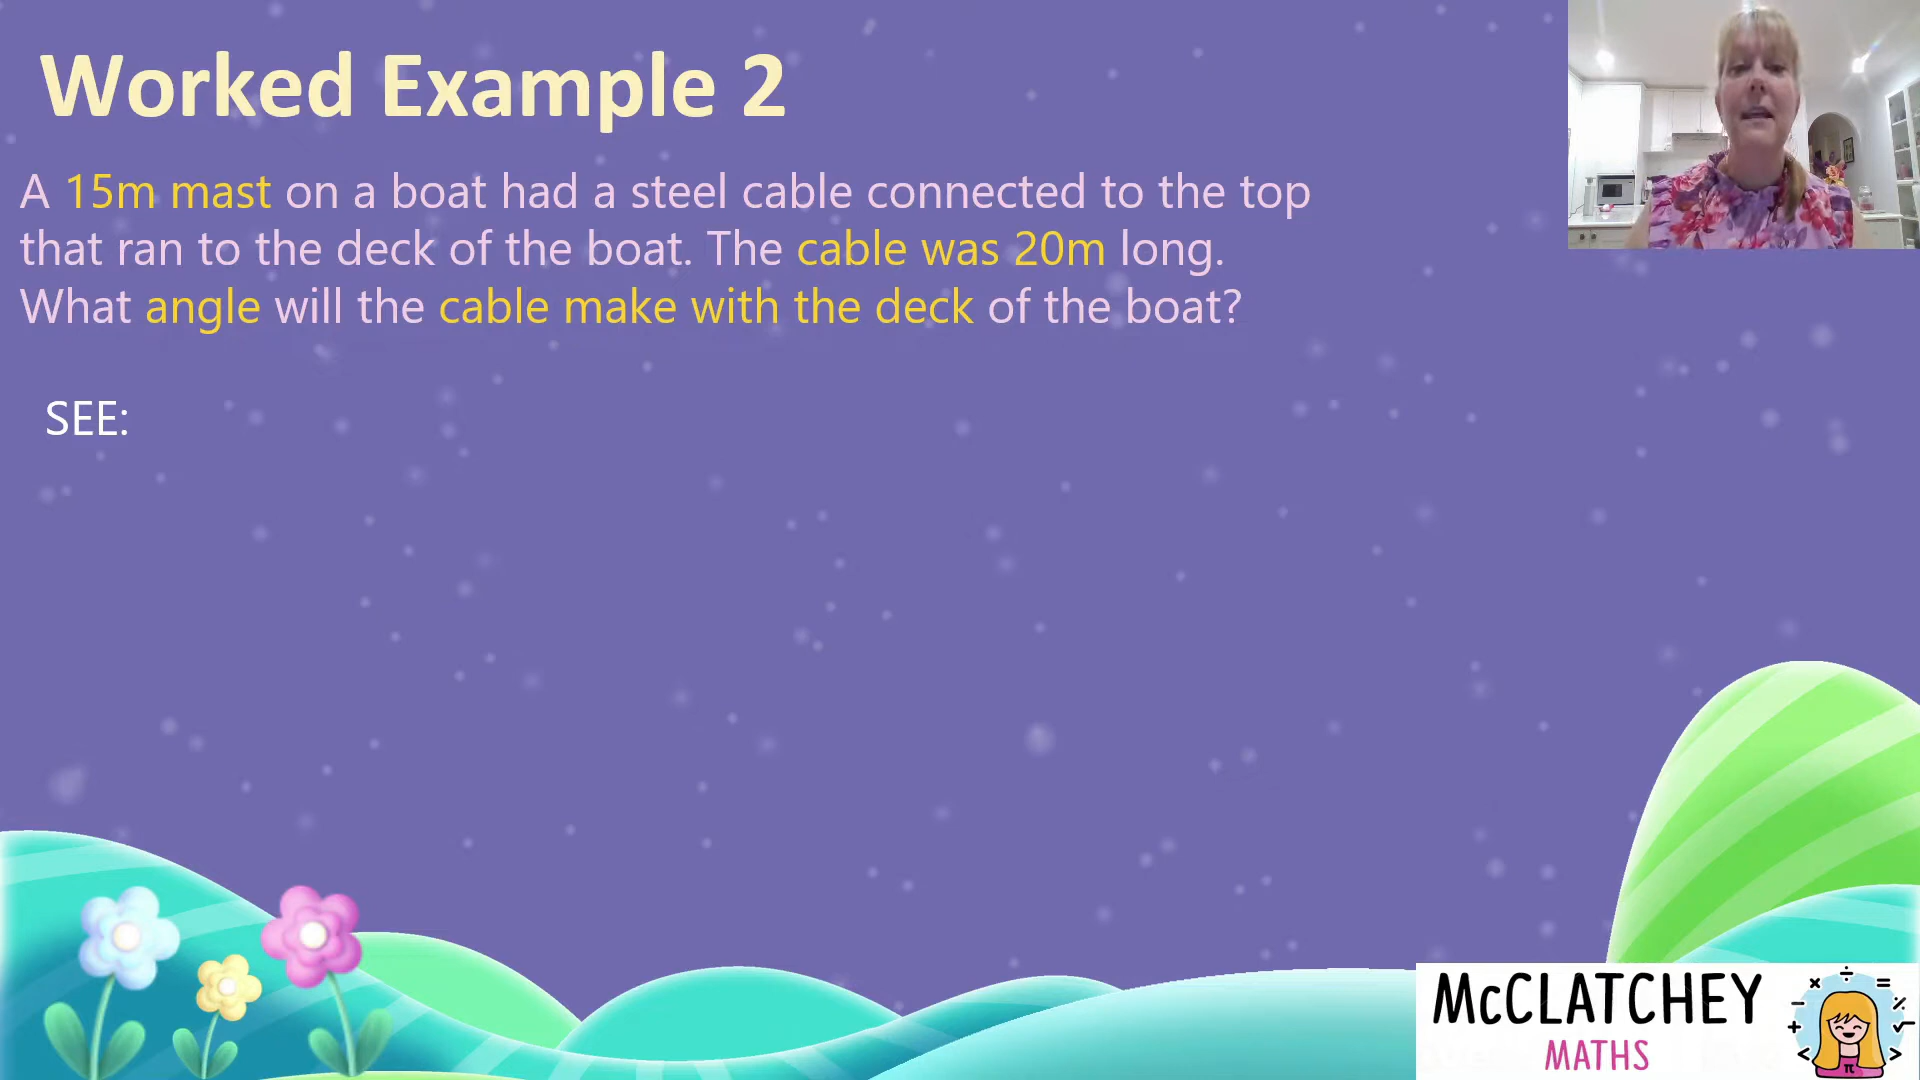 Worked Example 2
A 15m mast on a boat had a steel cable connected to the top
that ran to the deck of the boat. The cable was 20m long.
What angle will the cable make with the deck of the boat?
SEE:
McCLATCHEY
MATHS